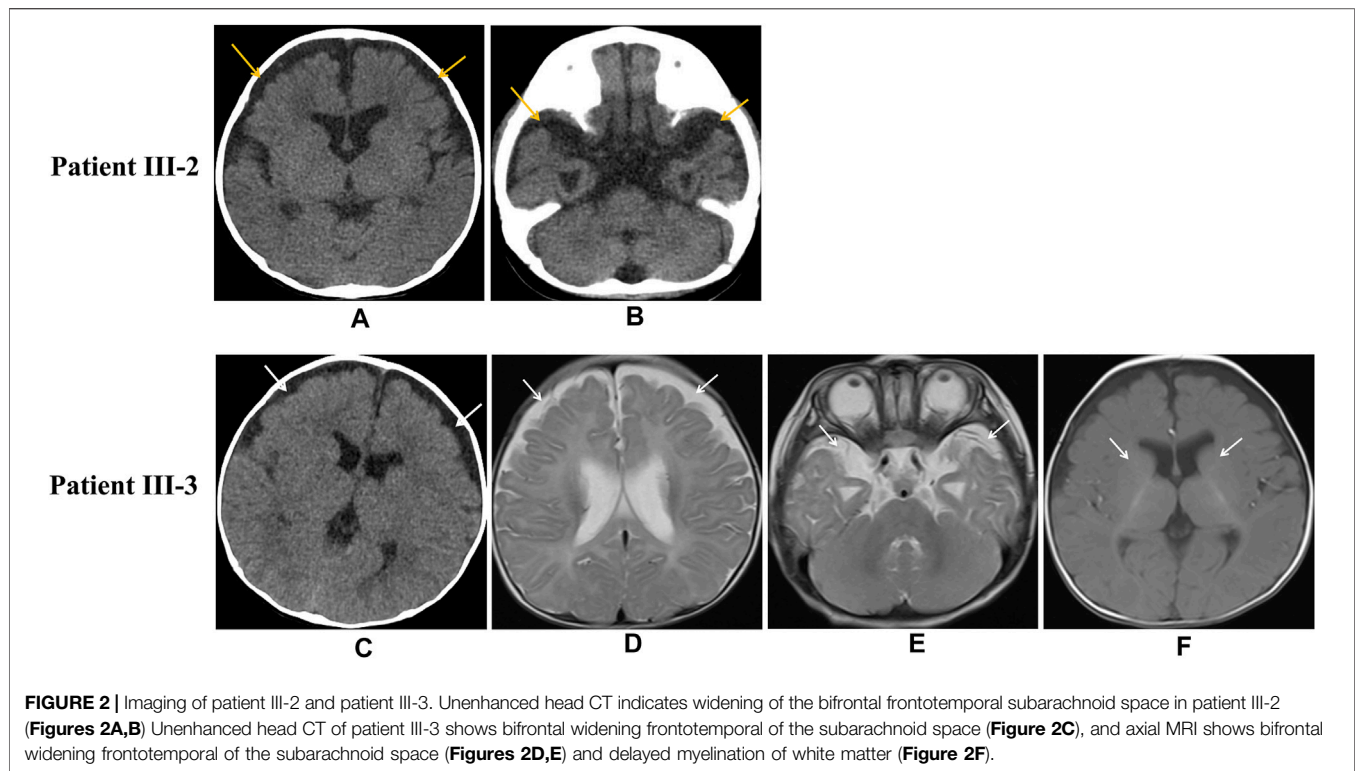 Patient III-2
A
B
Patient III-3
C
D
E
F
FIGURE 2 | Imaging of patient III-2 and patient III-3. Unenhanced head CT indicates widening of the bifrontal frontotemporal subarachnoid space in patient III-2
(Figures 2A,B) Unenhanced head CT of patient III-3 shows bifrontal widening frontotemporal of the subarachnoid space (Figure 2C), and axial MRI shows bifrontal
widening frontotemporal of the subarachnoid space (Figures 2D,E) and delayed myelination of white matter (Figure 2F).